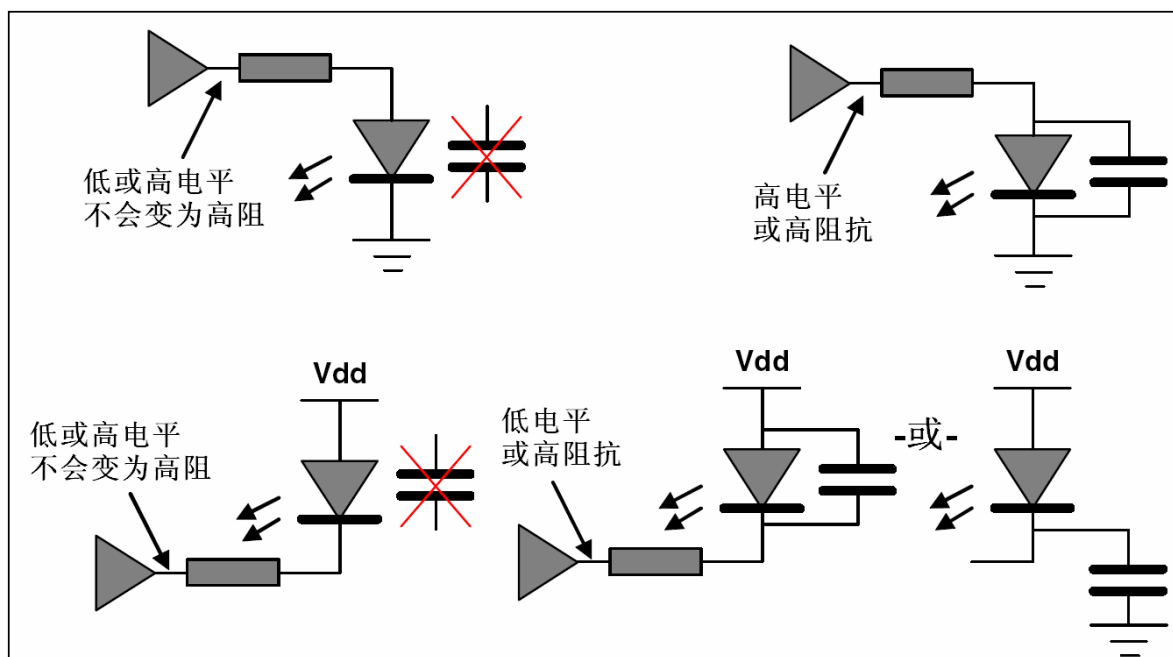 低或高电平
不会变为高阻
高电平
或高阻抗
Vdd
低或高电平
不会变为高阻
Vdd
低电平
或高阻抗
-或-
Vdd